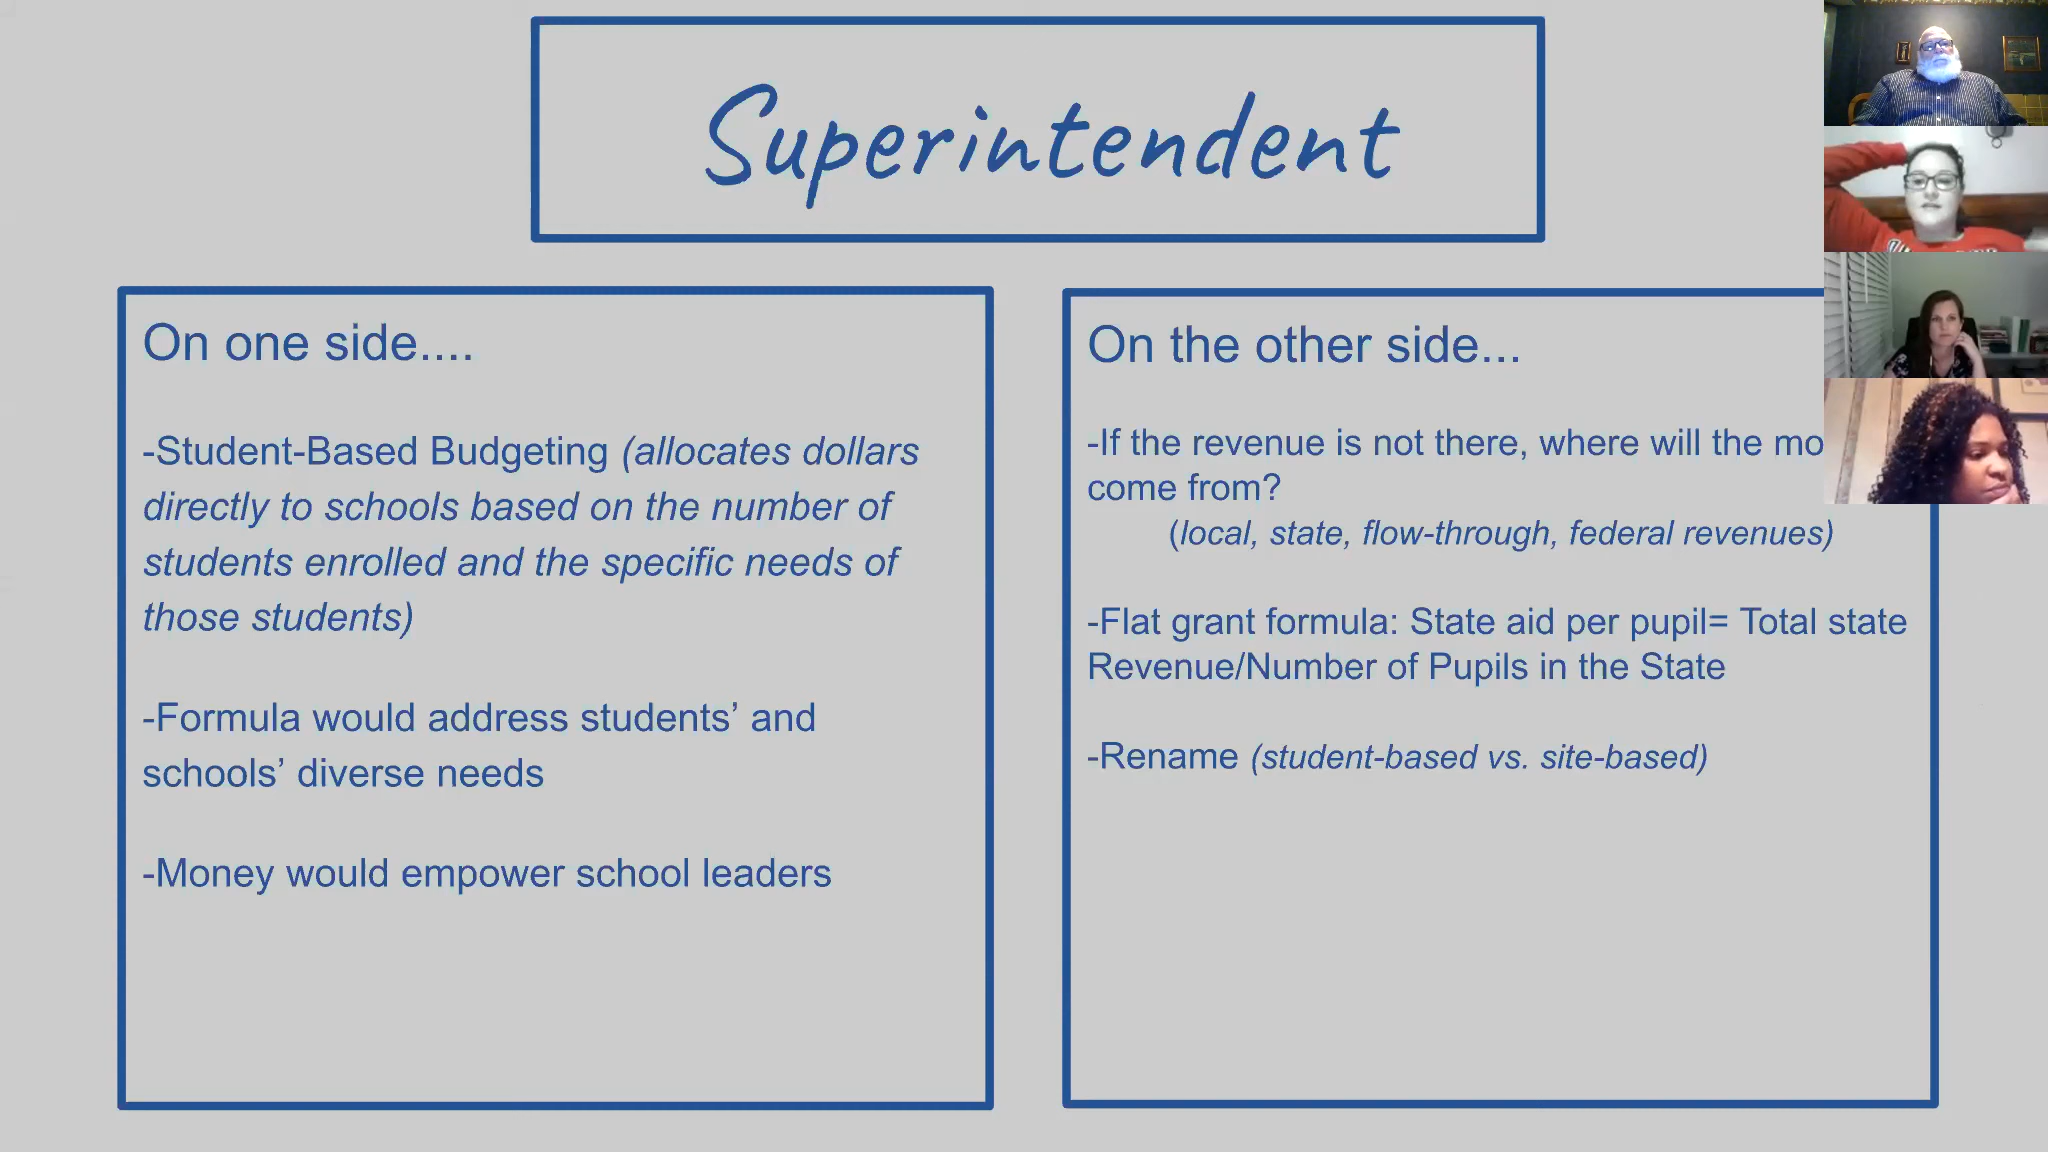 Superintendent
On one side....
-Student-Based Budgeting (allocates dollars
directly to schools based on the number of
students enrolled and the specific needs of
those students)
-Formula would address students’ and
schools’ diverse needs
-Money would empower school leaders
On the other side...
-If the revenue is not there, where will the
come from?
(local, state, flow-through, federal revenues)
-Flat grant formula: State aid per pupil= Total state
Revenue/Number of Pupils in the State
-Rename (student-based vs. site-based)